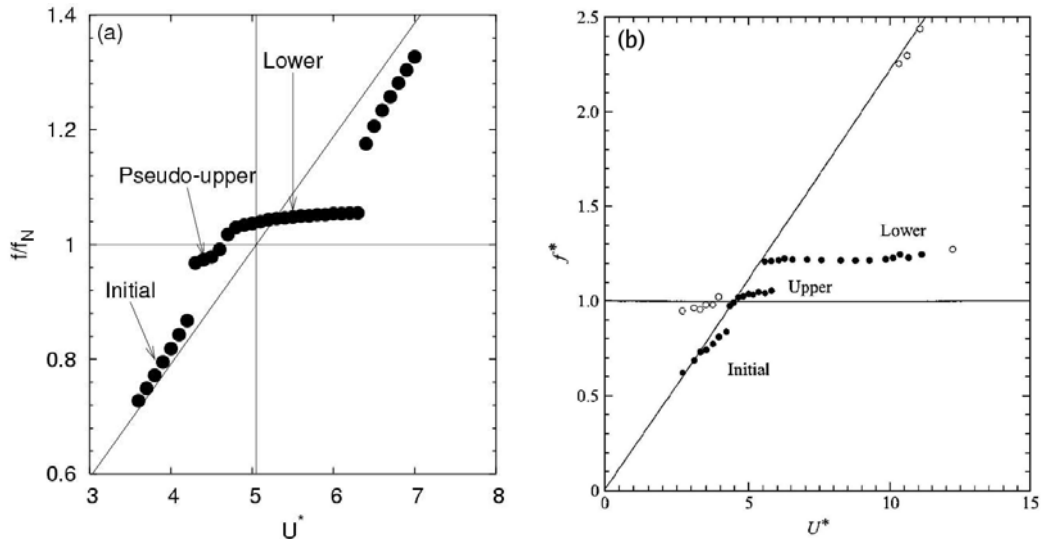 (a)
1.4
1.2
1
0.8
0.6
f/f_N
Lower
Pseudo-upper
Initial
3 4 5 6 7 8
U*
(b)
3.0
2.5
2.0
1.5
1.0
0.5
0
f*
Lower
Upper
Initial
0 5 10 15
U*